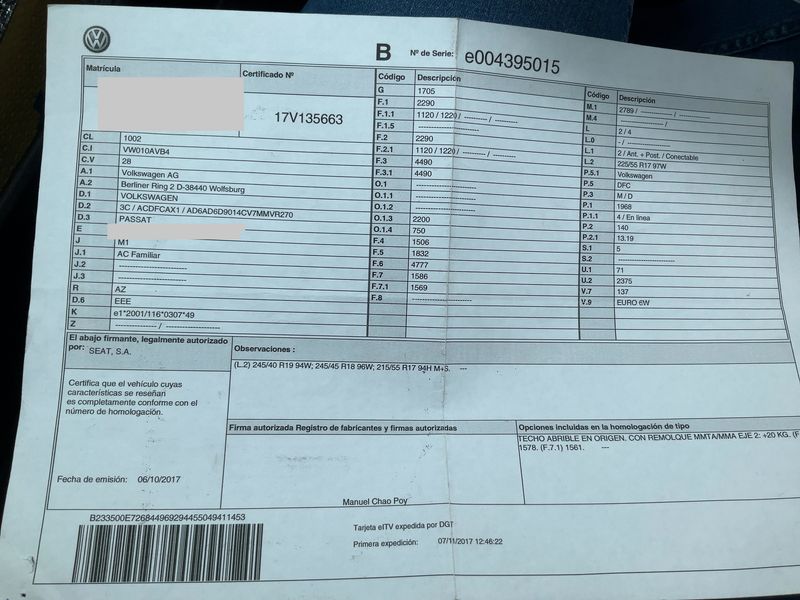 B Nº de Serie: e004395015
Matrícula
Certificado Nº
17V135663
CL 1002
C.I VW010AVB4
C.V 28
A.1 Volkswagen AG
A.2 Berliner Ring 2 D-38440 Wolfsburg
D.1 VOLKSWAGEN
D.2 3C / ACDFCAX1 / AD6AD6D9014CV7MMVR270
D.3 PASSAT
E
J M1
J.1 AC Familiar
J.2 ----------------------
J.3 ----------------------
R AZ
D.6 EEE
K e1*2001/116*0307*49
Z ------------- / ------------------
Código Descripción
G 1705
F.1 2290
F.1.1 1120 / 1220 / ---------- / ----------
F.1.5 --------------------
F.2 2290
F.2.1 1120 / 1220 / ---------- / ----------
F.3 4490
F.3.1 4490
O.1 --------------------
O.1.1 --------------------
O.1.2 --------------------
O.1.3 2200
O.1.4 750
F.4 1506
F.5 1832
F.6 4777
F.7 1586
F.7.1 1569
F.8 --------------------
Código Descripción
M.1 2789 / ---------- / ----------
M.4 --------------- /
L 2 / 4
L.0 - / --------------------
L.1 2 / Ant. + Post. / Conectable
L.2 225/55 R17 97W
P.5.1 Volkswagen
P.5 DFC
P.3 M / D
P.1 1968
P.1.1 4 / En línea
P.2 140
P.2.1 13.19
S.1 5
S.2 --------------------
U.1 71
U.2 2375
V.7 137
V.9 EURO 6W
El abajo firmante, legalmente autorizado
por: SEAT, S.A.
Certifica que el vehículo cuyas
características se reseñan
es completamente conforme con el
número de homologación.
Fecha de emisión: 06/10/2017
Observaciones :
(L.2) 245/40 R19 94W; 245/45 R18 96W; 215/55 R17 94H M+S. ---
Firma autorizada Registro de fabricantes y firmas autorizadas
Manuel Chao Poy
Opciones incluidas en la homologación de tipo
TECHO ABRIBLE EN ORIGEN. CON REMOLQUE MMTA/MMA EJE 2: +20 KG. (F
1578. (F.7.1) 1561. ---
B233500E7268449692944550494​11453
Tarjeta eITV expedida por DGT
Primera expedición: 07/11/2017 12:46:22